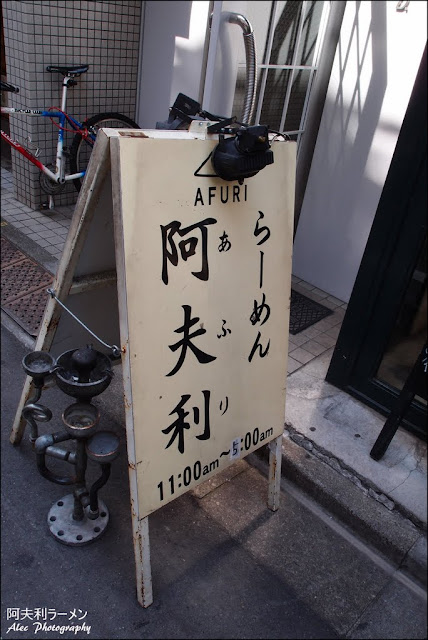 AFURI
らーめん
阿夫利
あふり
11:00am~5:00am
阿夫利ラーメン
Alec Photography